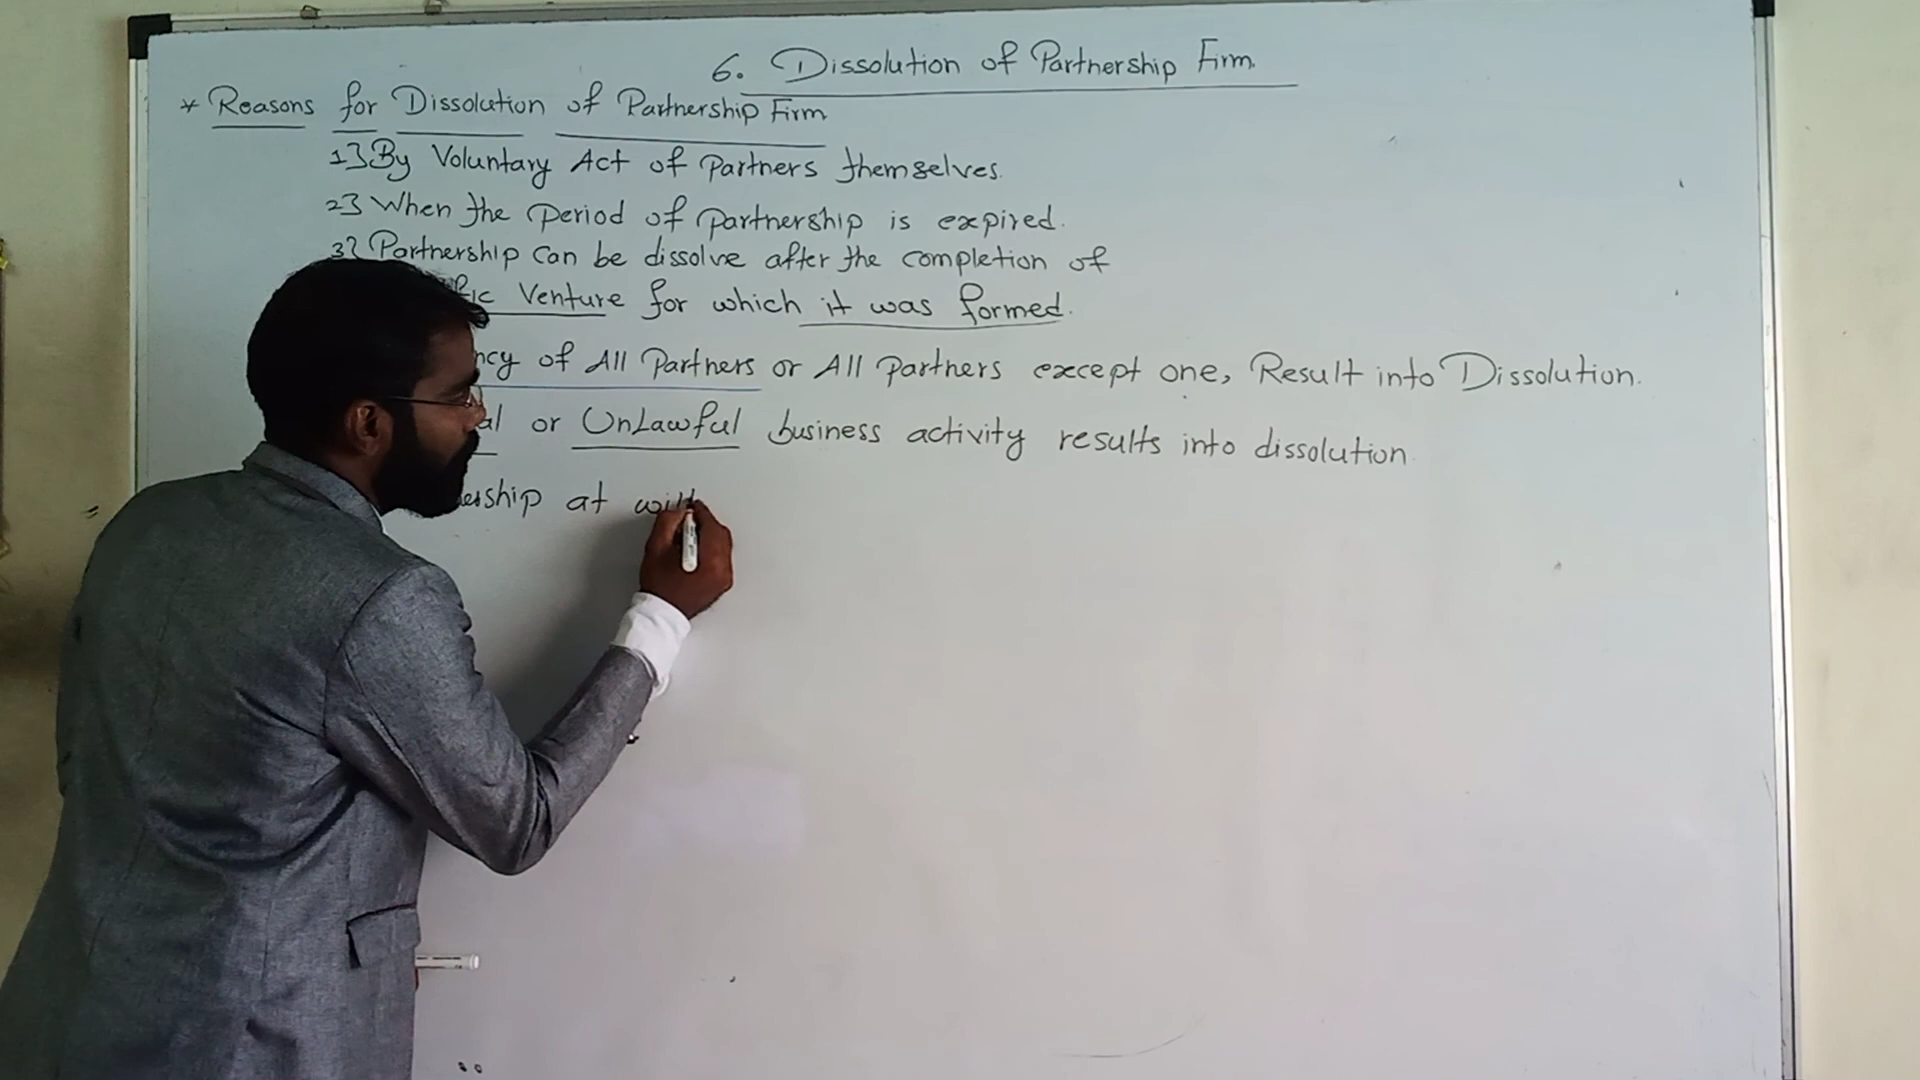 6. Dissolution of Partnership Firm.
* Reasons for Dissolution of Partnership Firm
1} By Voluntary Act of Partners themselves.
2} When the Period of Partnership is expired.
3} Partnership can be dissolve after the completion of
Venture for which it was formed.
of All Partners or All Partners except one, Result into Dissolution.
or UnLawful business activity results into dissolution
at will